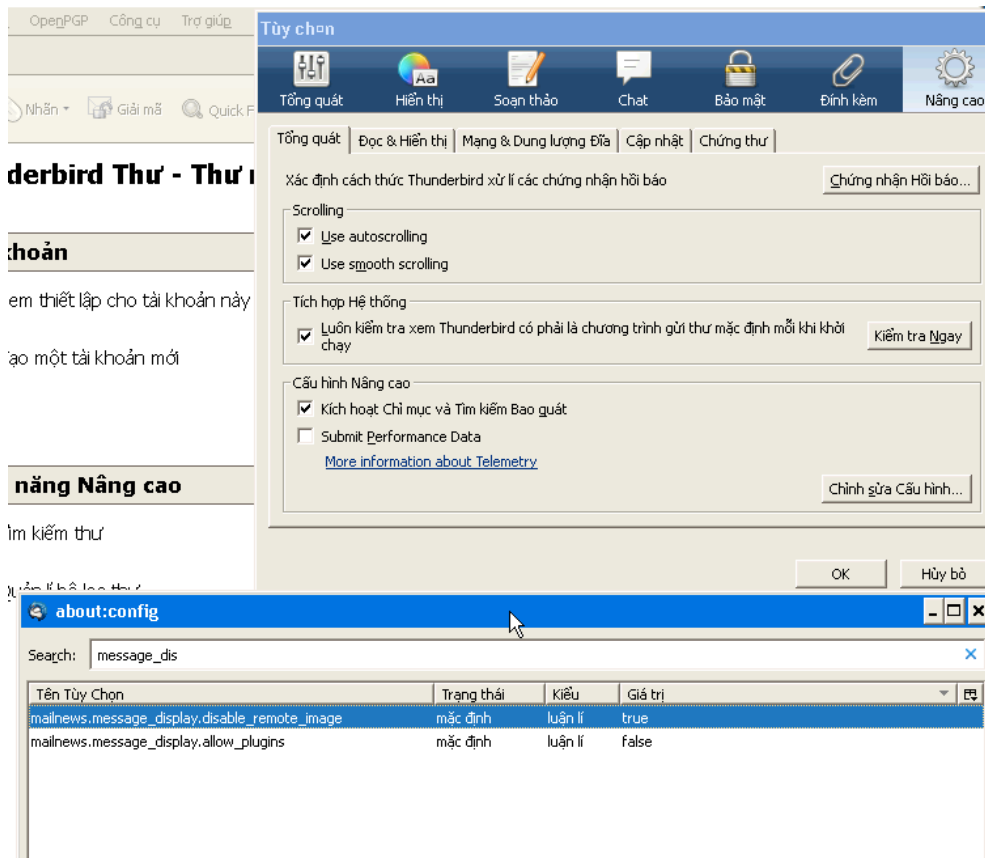 OpenPGP Công cụ Trợ giúp
Tùy ch¤n
Nhãn Giải mã Quick F
Tổng quát Hiển thị Soạn thảo Chat Bảo mật Đính kèm Nâng cao
Tổng quát Đọc & Hiển thị Mạng & Dung lượng Đĩa Cập nhật Chứng thư
derbird Thư - Thư
Xác định cách thức Thunderbird xử lí các chứng nhận hồi báo Chứng nhận Hồi báo...
Scrolling
Use autoscrolling
khoản
Use smooth scrolling
em thiết lập cho tài khoản này
Tích hợp Hệ thống
Luôn kiểm tra xem Thunderbird có phải là chương trình gửi thư mặc định mỗi khi khởi
chạy
Kiểm tra Ngay
ạo một tài khoản mới
Cấu hình Nâng cao
Kích hoạt Chỉ mục và Tìm kiếm Bao quát
Submit Performance Data
More information about Telemetry
năng Nâng cao
Chỉnh sửa Cấu hình...
ìm kiếm thư
OK Hủy bỏ
about:config
Search: message_dis
Tên Tùy Chọn Trạng thái Kiểu Giá trị
mailnews.message_display.disable_remote_image mặc định luận lí true
mailnews.message_display.allow_plugins mặc định luận lí false